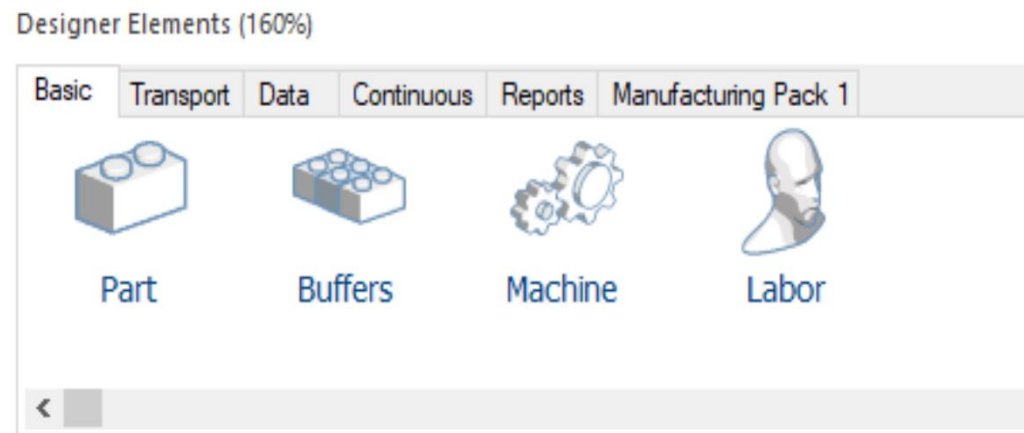 Designer Elements (160%)
Basic Transport Data Continuous Reports Manufacturing Pack 1
Part Buffers Machine Labor